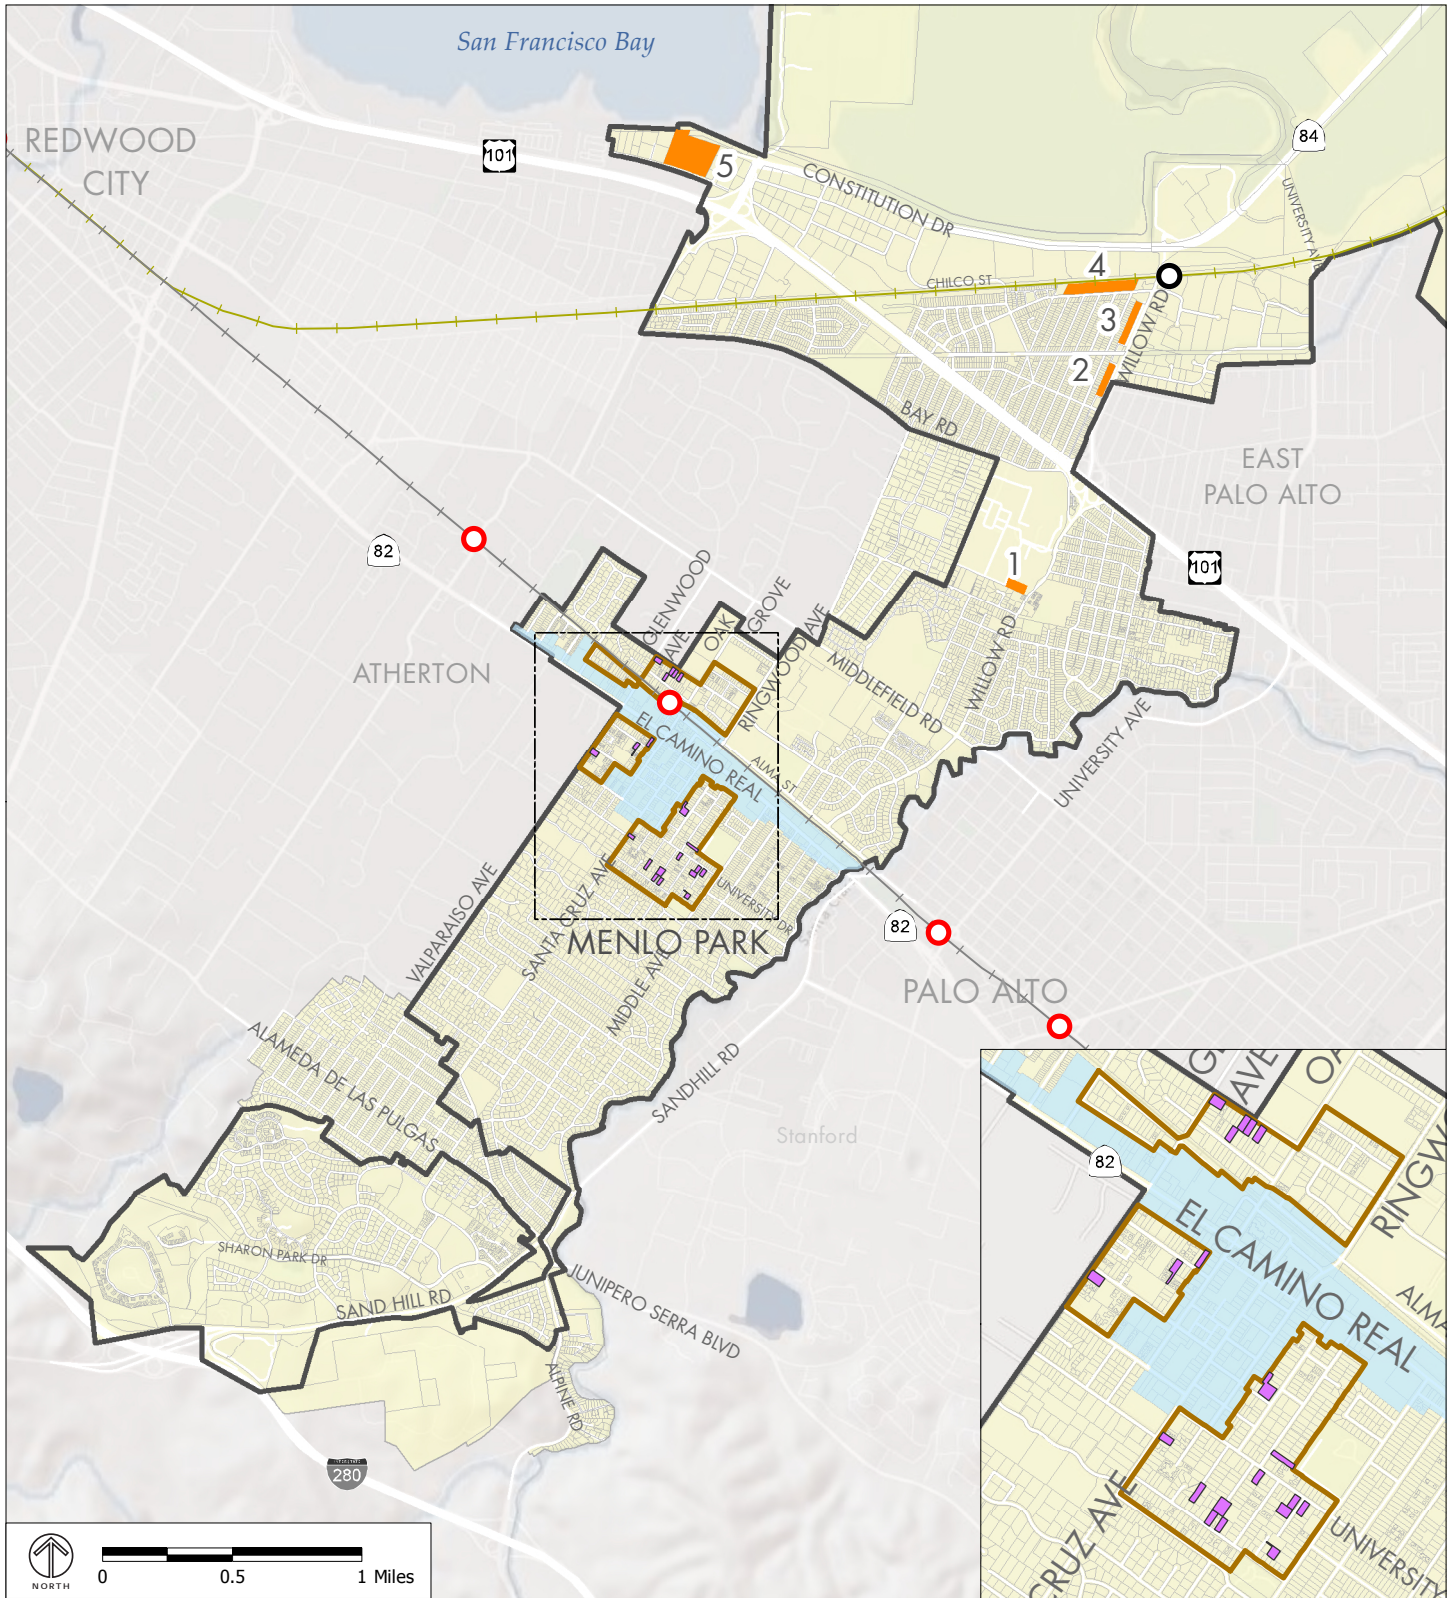 San Francisco Bay
REDWOOD
CITY
101
84
5
CONSTITUTION DR
UNIVERSITY AVE
4
CHILCO ST
3
WILLOW RD
2
BAY RD
EAST
PALO ALTO
1
101
82
GLENWOOD
AVE
OAK
GROVE
RINGWOOD AVE
ATHERTON
MIDDLEFIELD RD
WILLOW RD
UNIVERSITY AVE
EL CAMINO REAL
ALMA ST
VALPARAISO AVE
SANTA CRUZ AVE
UNIVERSITY DR
MENLO PARK
MIDDLE AVE
82
PALO ALTO
SANDHILL RD
ALAMEDA DE LAS PULGAS
Stanford
SHARON PARK DR
SAND HILL RD
JUNIPERO SERRA BLVD
ALPINE RD
280
AVE
OA
RINGW
82
EL CAMINO REAL
ALMA
CRUZ AVE
UNIVERSITY
NORTH
0
0.5
1 Miles